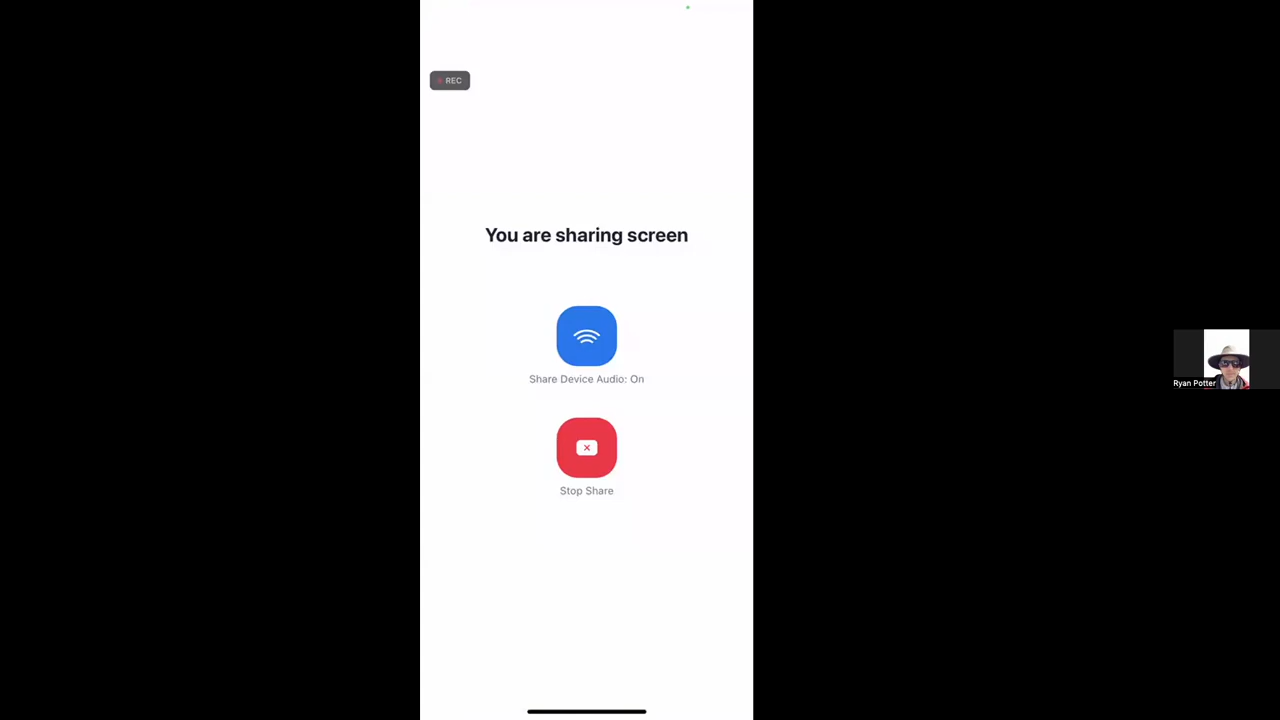 REC
You are sharing screen
Share Device Audio: On
Ryan Potter
Stop Share